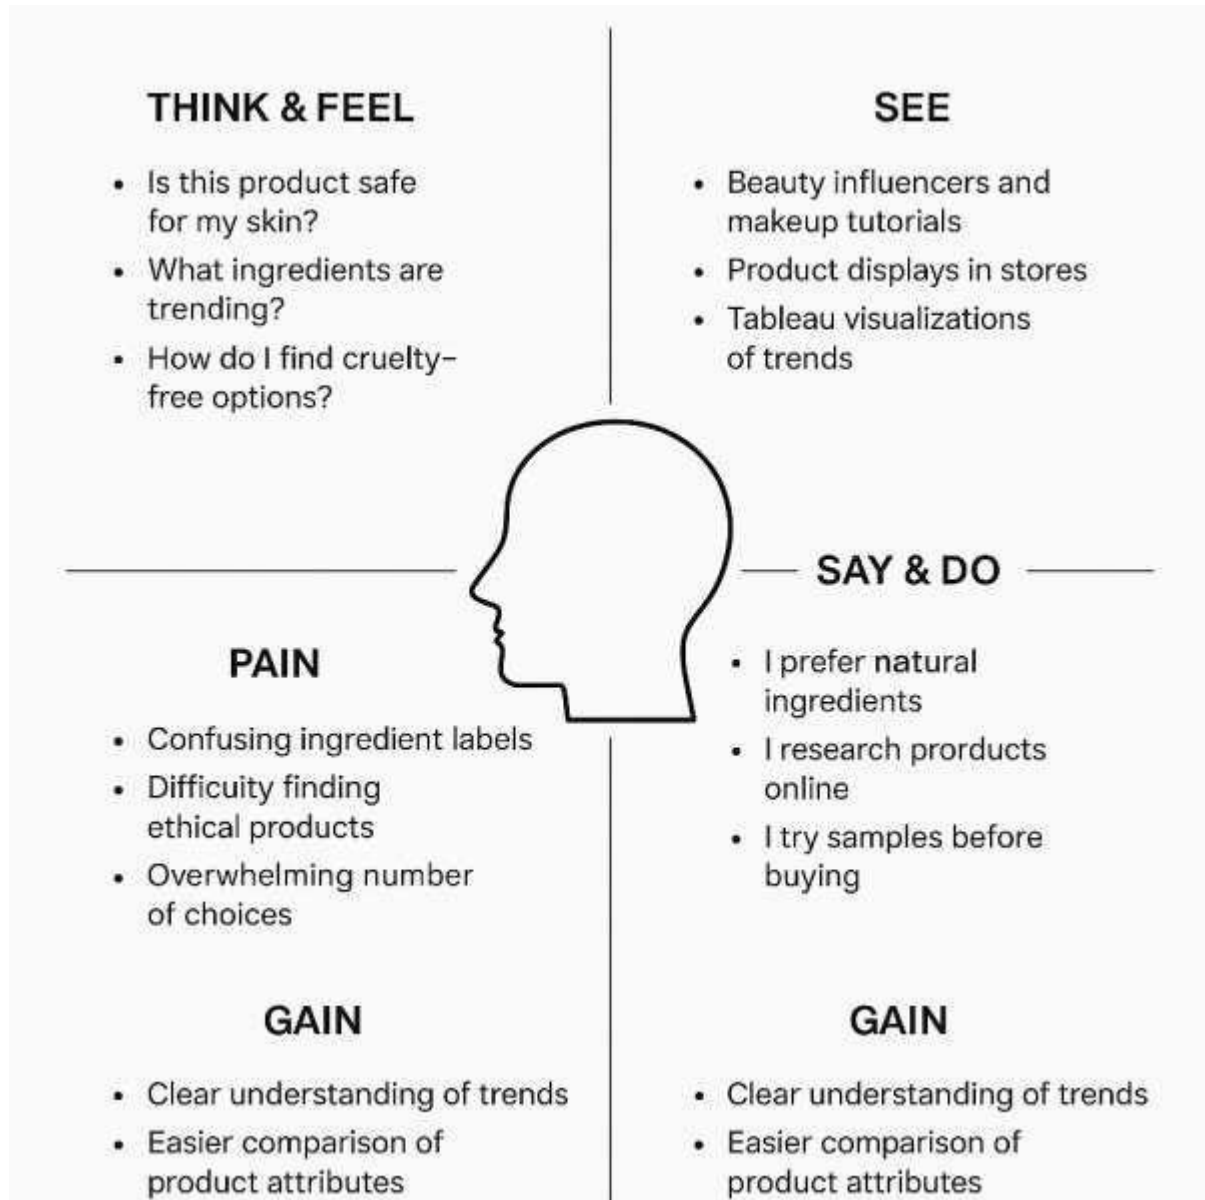 THINK & FEEL
• Is this product safe
for my skin?
• What ingredients are
trending?
• How do I find cruelty-
free options?
SEE
• Beauty influencers and
makeup tutorials
• Product displays in stores
• Tableau visualizations
of trends
PAIN
• Confusing ingredient labels
• Difficuity finding
ethical products
• Overwhelming number
of choices
SAY & DO
• I prefer natural
ingredients
• I research prorducts
online
• I try samples before
buying
GAIN
• Clear understanding of trends
• Easier comparison of
product attributes
GAIN
• Clear understanding of trends
• Easier comparison of
product attributes